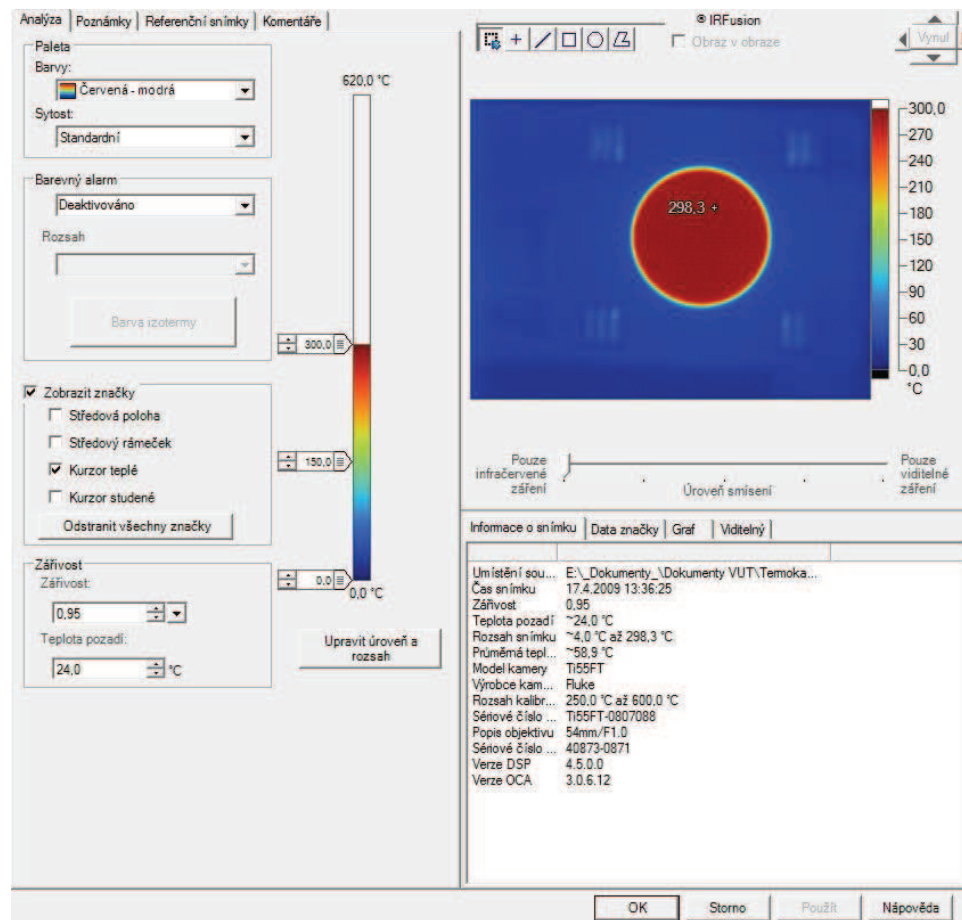 Analýza Poznámky Referenční snímky Komentáře
Paleta
Barvy:
Červená - modrá
Sytost:
Standardní
Barevný alarm
Deaktivováno
Rozsah
Barva izotermy
Zobrazit značky
Středová poloha
Středový rámeček
Kurzor teplé
Kurzor studené
Odstranit všechny značky
Zářivost
Zářivost:
0,95
Teplota pozadí:
24,0 °C
620,0 °C
300,0
150,0
0,0
0,0 °C
Upravit úroveň a
rozsah
® IRFusion
Obraz v obraze
Vynul
298,3 +
300,0
270
240
210
180
150
120
90
60
30
0,0
°C
Pouze
infračervené
záření
Úroveň smísení
Pouze
viditelné
záření
Informace o snímku Data značky Graf Viditelný
Umístění sou... E:\_Dokumenty_\Dokumenty VUT\Termoka...
Čas snímku 17.4.2009 13:36:25
Zářivost 0,95
Teplota pozadí ~24,0 °C
Rozsah snímku ~4,0 °C až 298,3 °C
Průměrná tepl... ~58,9 °C
Model kamery Ti55FT
Výrobce kam... Fluke
Rozsah kalibr... 250,0 °C až 600,0 °C
Sériové číslo ... Ti55FT-0807088
Popis objektivu 54mm/F1.0
Sériové číslo ... 40873-0871
Verze DSP 4.5.0.0
Verze OCA 3.0.6.12
OK Storno Použít Nápověda